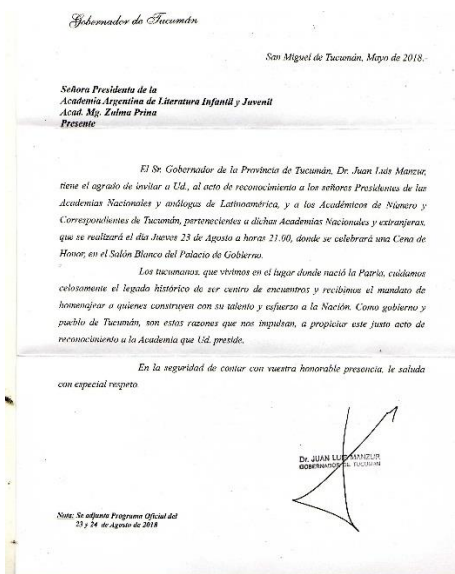 Gobernador de Tucumán
San Miguel de Tucumán, Mayo de 2018.-
Señora Presidenta de la
Academia Argentina de Literatura Infantil y Juvenil
Acad. Mg. Zulma Prina
Presente
El Sr. Gobernador de la Provincia de Tucumán, Dr. Juan Luis Manzur,
tiene el agrado de invitar a Ud., al acto de reconocimiento a los señores Presidentes de las
Academias Nacionales y análogas de Latinoamérica, y a los Académicos de Número y
Correspondientes de Tucumán, pertenecientes a dichas Academias Nacionales y extranjeras,
que se realizará el día Jueves 23 de Agosto a horas 21.00, donde se celebrará una Cena de
Honor, en el Salón Blanco del Palacio de Gobierno.
Los tucumanos, que vivimos en el lugar donde nació la Patria, cuidamos
celosamente el legado histórico de ser centro de encuentros y recibimos el mandato de
homenajear a quienes construyen con su talento y esfuerzo a la Nación. Como gobierno y
pueblo de Tucumán, son estas razones que nos impulsan, a propiciar este justo acto de
reconocimiento a la Academia que Ud. preside.
En la seguridad de contar con vuestra honorable presencia, le saluda
con especial respeto.
Dr. JUAN LUIS MANZUR
GOBERNADOR DE TUCUMAN
Nota: Se adjunta Programa Oficial del
23 y 24 de Agosto de 2018